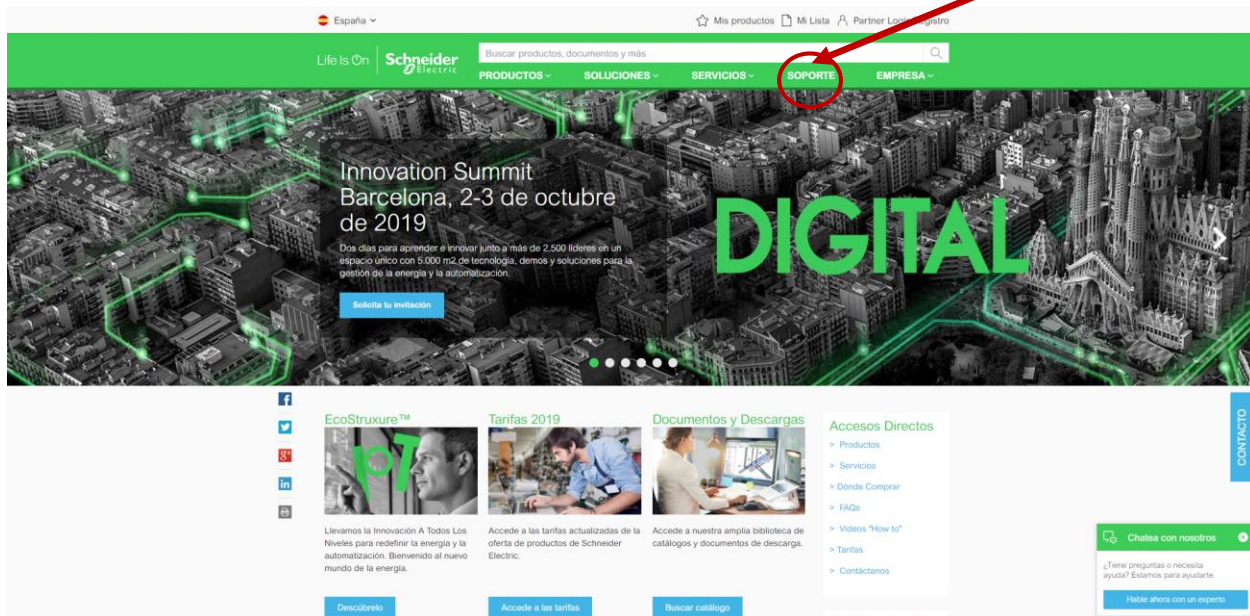 España
Mis productos Mi Lista Partner Login Registro
Life Is On Schneider Electric
Buscar productos, documentos y más
PRODUCTOS SOLUCIONES SERVICIOS SOPORTE EMPRESA
Innovation Summit
Barcelona, 2-3 de octubre
de 2019
Dos días para aprender e innovar junto a más de 2.500 líderes en un
espacio único con 5.000 m2 de tecnología, demos y soluciones para la
gestión de la energía y la automatización.
Solicita tu invitación
DIGITAL
CONTACTO
EcoStruxure™
IoT
Llevamos la Innovación A Todos Los
Niveles para redefinir la energía y la
automatización. Bienvenido al nuevo
mundo de la energía.
Descúbrelo
Tarifas 2019
Accede a las tarifas actualizadas de la
oferta de productos de Schneider
Electric.
Accede a las tarifas
Documentos y Descargas
Accede a nuestra amplia biblioteca de
catálogos y documentos de descarga.
Buscar catálogo
Accesos Directos
> Productos
> Servicios
> Dónde Comprar
> FAQs
> Videos "How to"
> Tarifas
> Contáctanos
Chatea con nosotros
¿Tiene preguntas o necesita
ayuda? Estamos para ayudarte.
Hable ahora con un experto